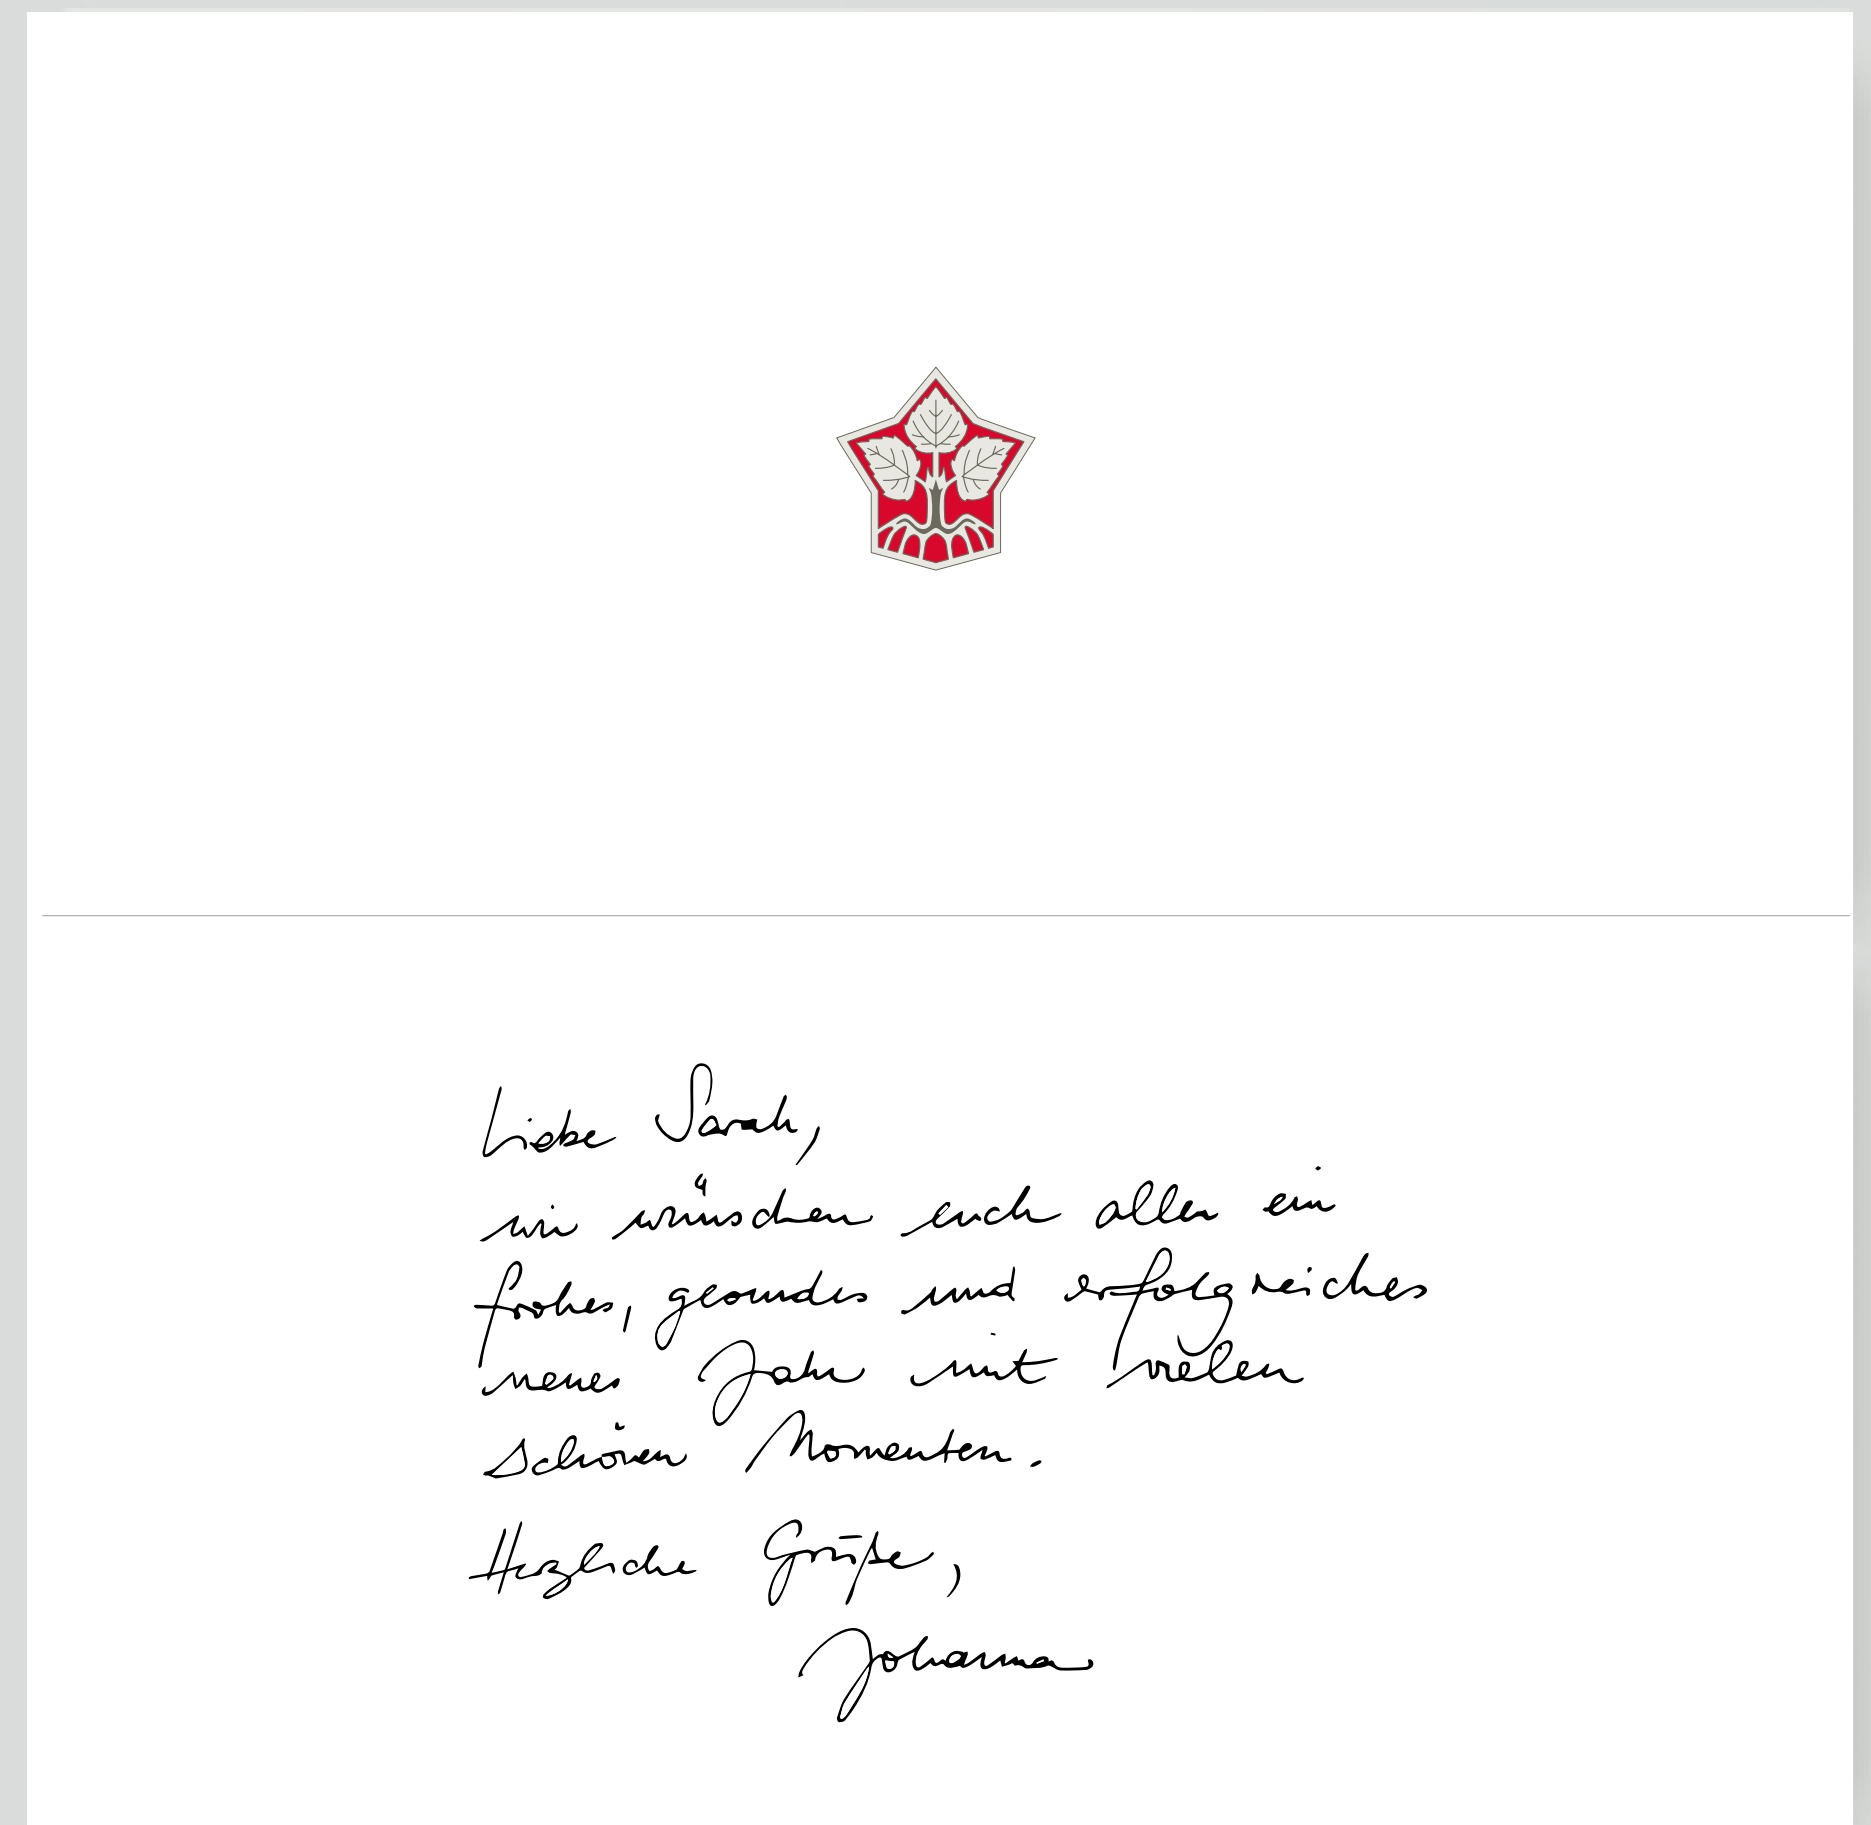 Liebe Sarah,
wir wünschen euch allen ein
frohes, gesundes und erfolgreiches
neues Jahr mit vielen
schönen Momenten.
Herzliche Grüße,
Johanna